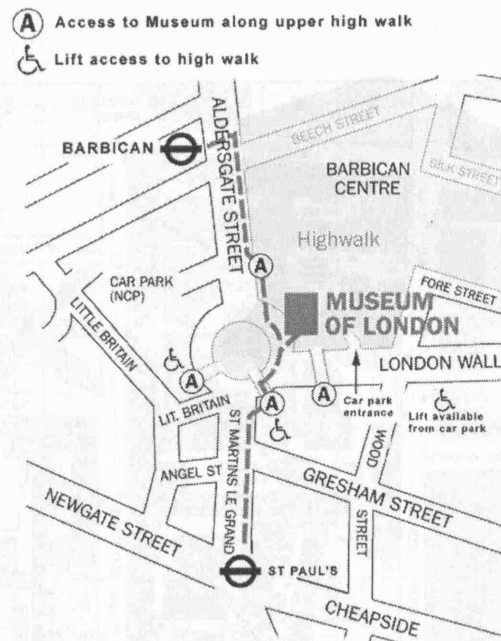 A Access to Museum along upper high walk
Lift access to high walk
ALDERSGATE STREET
BEECH STREET
BARBICAN
BARBICAN
CENTRE
SILK STREET
Highwalk
A
CAR PARK
(NCP)
FORE STREET
MUSEUM
OF LONDON
LITTLE BRITAIN
LONDON WALL
A
A
A
Car park
entrance
Lift available
from car park
LIT. BRITAIN
ST MARTINS LE GRAND
WOOD STREET
ANGEL ST
GRESHAM STREET
NEWGATE STREET
ST PAUL'S
CHEAPSIDE